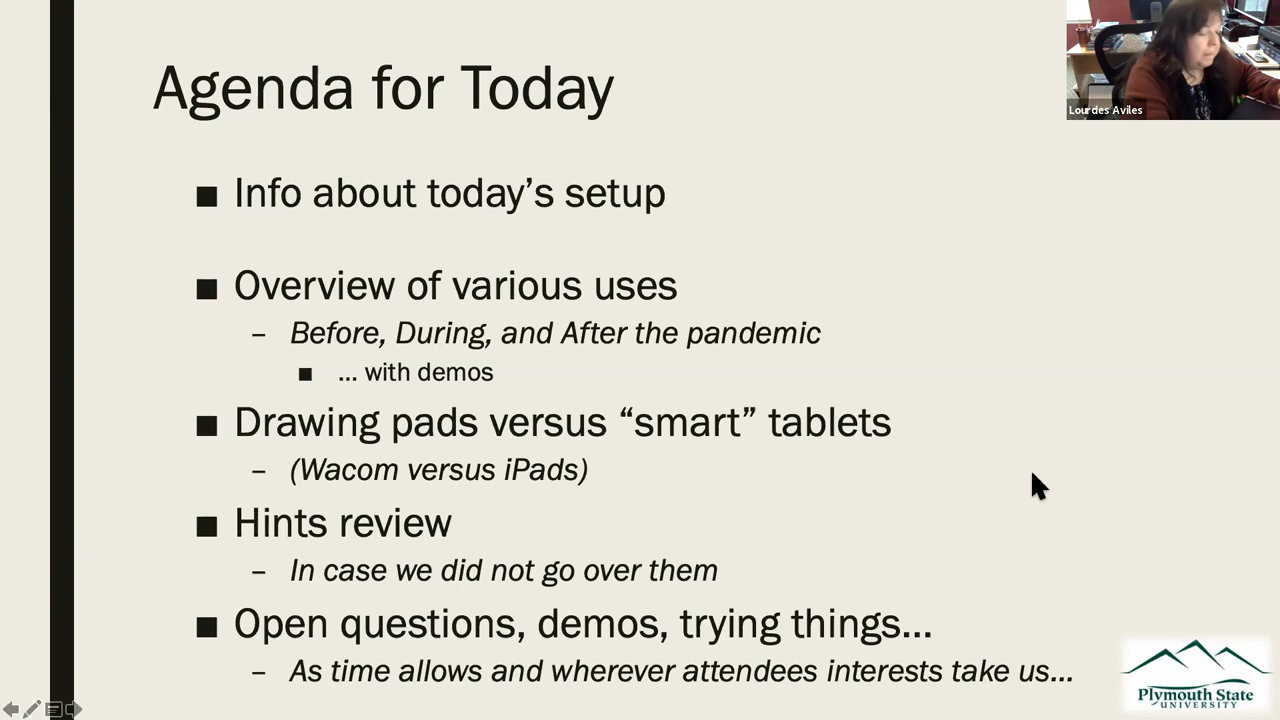 Agenda for Today
Lourdes Aviles
■ Info about today’s setup
■ Overview of various uses
– Before, During, and After the pandemic
■ ... with demos
■ Drawing pads versus “smart” tablets
– (Wacom versus iPads)
■ Hints review
– In case we did not go over them
■ Open questions, demos, trying things...
– As time allows and wherever attendees interests take us...
Plymouth State
UNIVERSITY